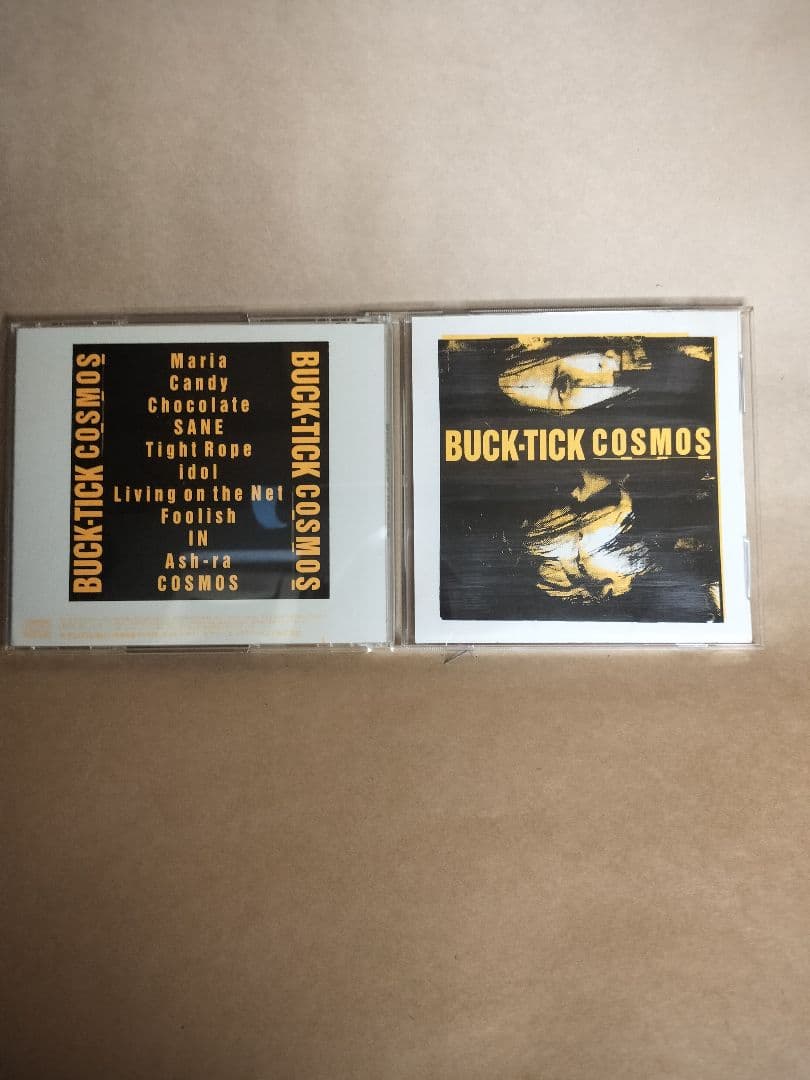 BUCK-TICK COSMOS
Maria
Candy
Chocolate
SANE
Tight Rope
idol
Living on the Net
Foolish
IN
Ash-ra
COSMOS
BUCK-TICK COSMOS
BUCK-TICK COSMOS